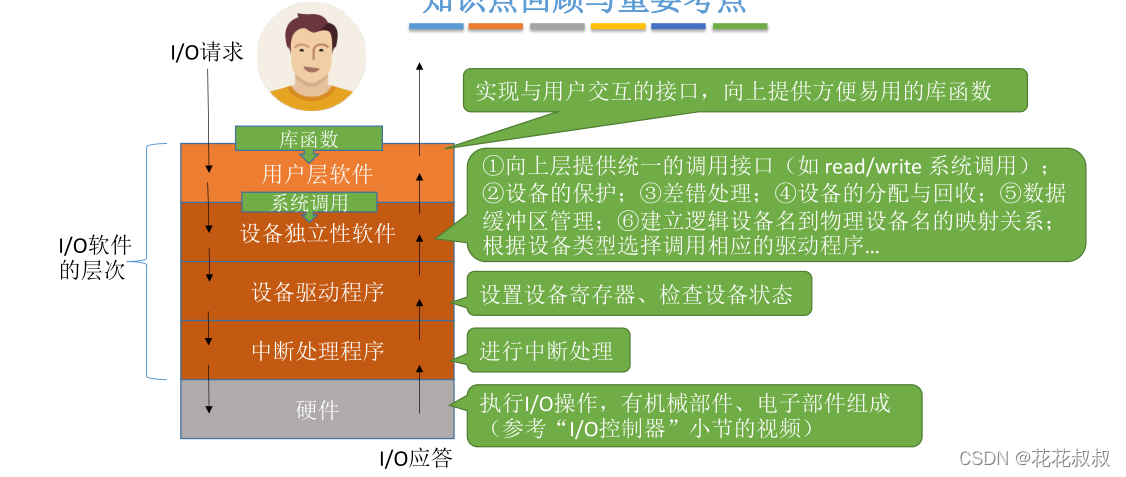 知识点回顾与重要考点
I/O请求
实现与用户交互的接口，向上提供方便易用的库函数
库函数
用户层软件
①向上层提供统一的调用接口（如 read/write 系统调用）；
②设备的保护；③差错处理；④设备的分配与回收；⑤数据
缓冲区管理；⑥建立逻辑设备名到物理设备名的映射关系；
根据设备类型选择调用相应的驱动程序...
系统调用
设备独立性软件
I/O软件
的层次
设备驱动程序
设置设备寄存器、检查设备状态
中断处理程序
进行中断处理
硬件
执行I/O操作，有机械部件、电子部件组成
（参考“I/O控制器”小节的视频）
I/O应答
CSDN @花花叔叔